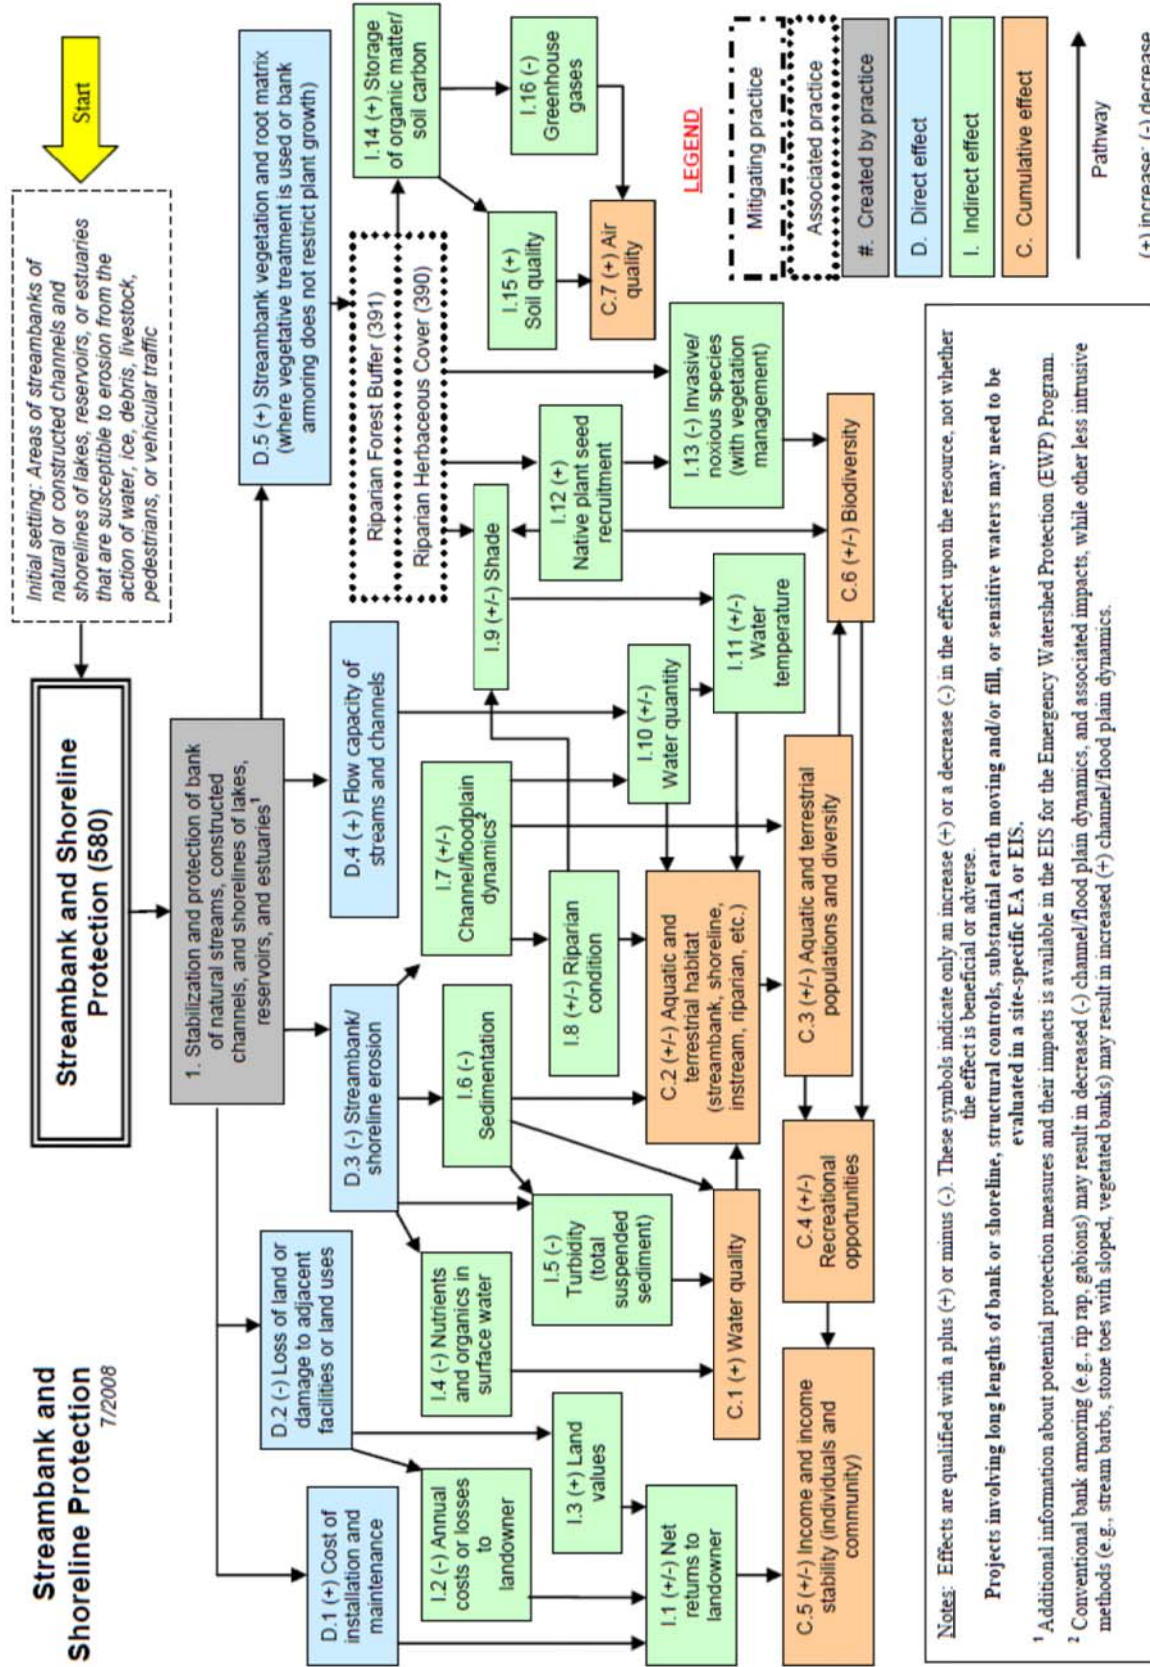 Streambank and
Shoreline Protection
7/2008
Streambank and Shoreline
Protection (580)
Initial setting: Areas of streambanks of
natural or constructed channels and
shorelines of lakes, reservoirs, or estuaries
that are susceptible to erosion from the
action of water, ice, debris, livestock,
pedestrians, or vehicular traffic
Start
1. Stabilization and protection of bank
of natural streams, constructed
channels, and shorelines of lakes,
reservoirs, and estuaries1
D.1 (+) Cost of
installation and
maintenance
D.2 (-) Loss of land or
damage to adjacent
facilities or land uses
D.3 (-) Streambank/
shoreline erosion
D.4 (+) Flow capacity of
streams and channels
D.5 (+) Streambank vegetation and root matrix
(where vegetative treatment is used or bank
armoring does not restrict plant growth)
I.2 (-) Annual
costs or losses
to
landowner
I.3 (+) Land
values
I.1 (+/-) Net
returns to
landowner
I.4 (-) Nutrients
and organics in
surface water
I.6 (-)
Sedimentation
I.5 (-)
Turbidity
(total
suspended
sediment)
I.7 (+/-)
Channel/floodplain
dynamics2
I.8 (+/-) Riparian
condition
I.9 (+/-) Shade
I.10 (+/-)
Water quantity
I.11 (+/-)
Water
temperature
Riparian Forest Buffer (391)
Riparian Herbaceous Cover (390)
I.12 (+)
Native plant seed
recruitment
I.13 (-) Invasive/
noxious species
(with vegetation
management)
I.14 (+) Storage
of organic matter/
soil carbon
I.15 (+)
Soil quality
I.16 (-)
Greenhouse
gases
C.7 (+) Air
quality
C.1 (+) Water quality
C.2 (+/-) Aquatic and
terrestrial habitat
(streambank, shoreline,
instream, riparian, etc.)
C.3 (+/-) Aquatic and terrestrial
populations and diversity
C.4 (+/-)
Recreational
opportunities
C.5 (+/-) Income and income
stability (individuals and
community)
C.6 (+/-) Biodiversity
LEGEND
Mitigating practice
Associated practice
#. Created by practice
D. Direct effect
I. Indirect effect
C. Cumulative effect
Pathway
(+) increase; (-) decrease
Notes: Effects are qualified with a plus (+) or minus (-). These symbols indicate only an increase (+) or a decrease (-) in the effect upon the resource, not whether
the effect is beneficial or adverse.
Projects involving long lengths of bank or shoreline, structural controls, substantial earth moving and/or fill, or sensitive waters may need to be
evaluated in a site-specific EA or EIS.
1 Additional information about potential protection measures and their impacts is available in the EIS for the Emergency Watershed Protection (EWP) Program.
2 Conventional bank armoring (e.g., rip rap, gabions) may result in decreased (-) channel/flood plain dynamics, and associated impacts, while other less intrusive
methods (e.g., stream barbs, stone toes with sloped, vegetated banks) may result in increased (+) channel/flood plain dynamics.